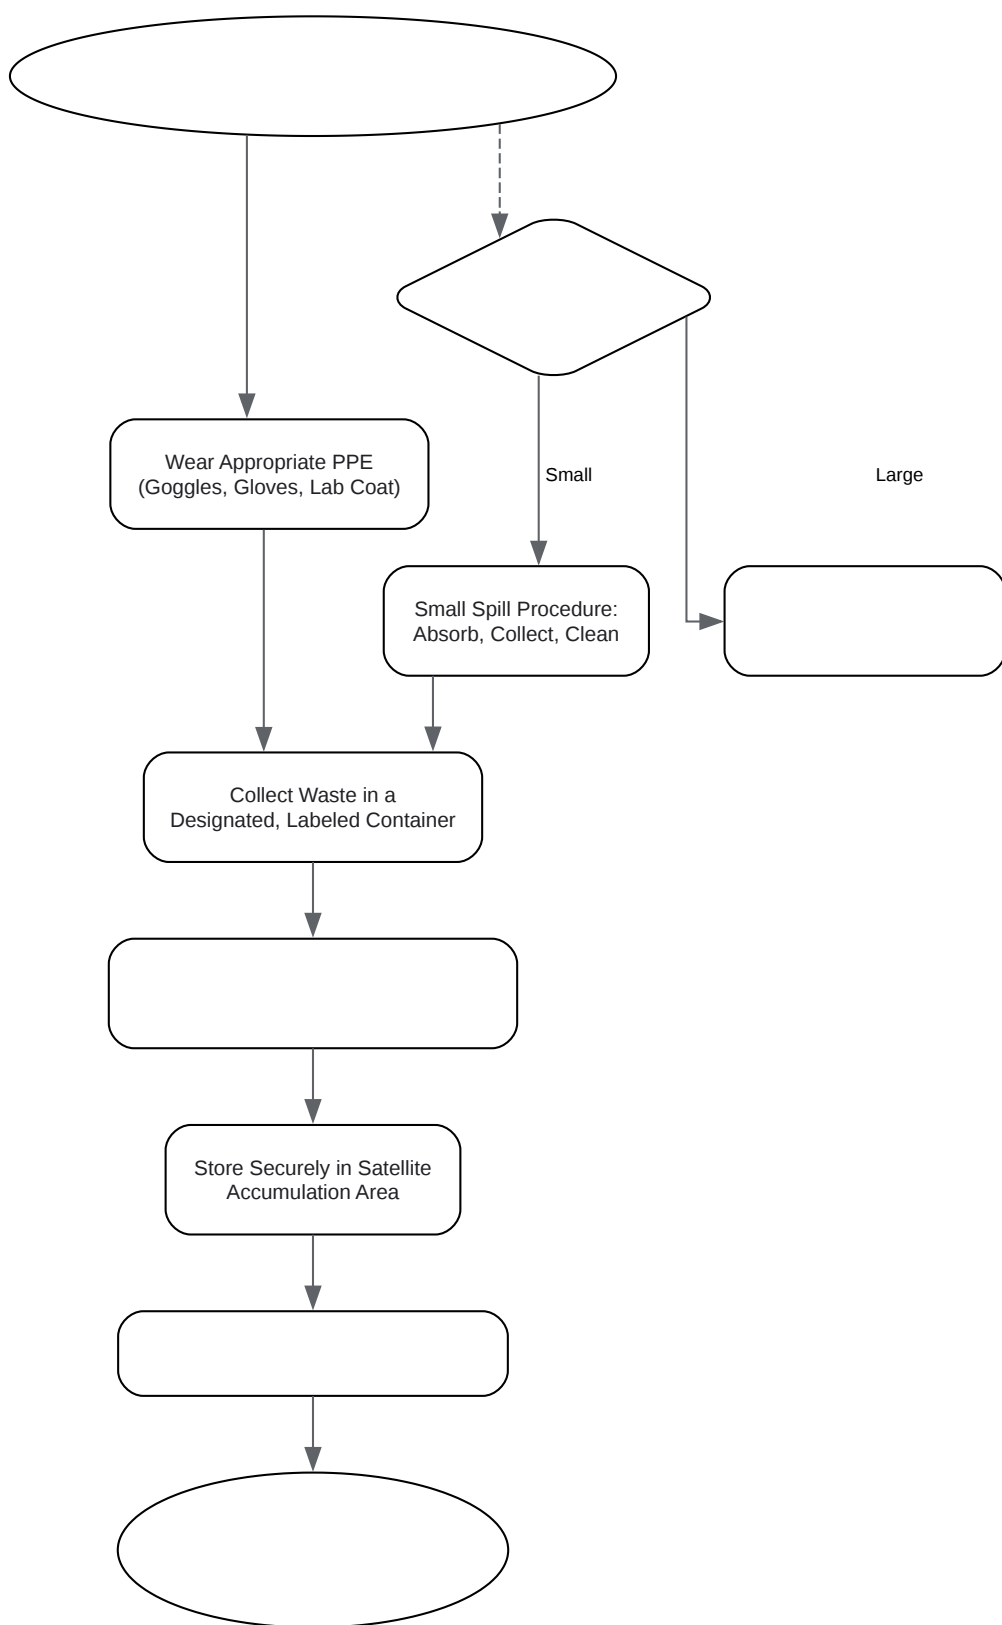 Wear Appropriate PPE
(Goggles, Gloves, Lab Coat)
Small
Large
Small Spill Procedure:
Absorb, Collect, Clean
Collect Waste in a
Designated, Labeled Container
Store Securely in Satellite
Accumulation Area